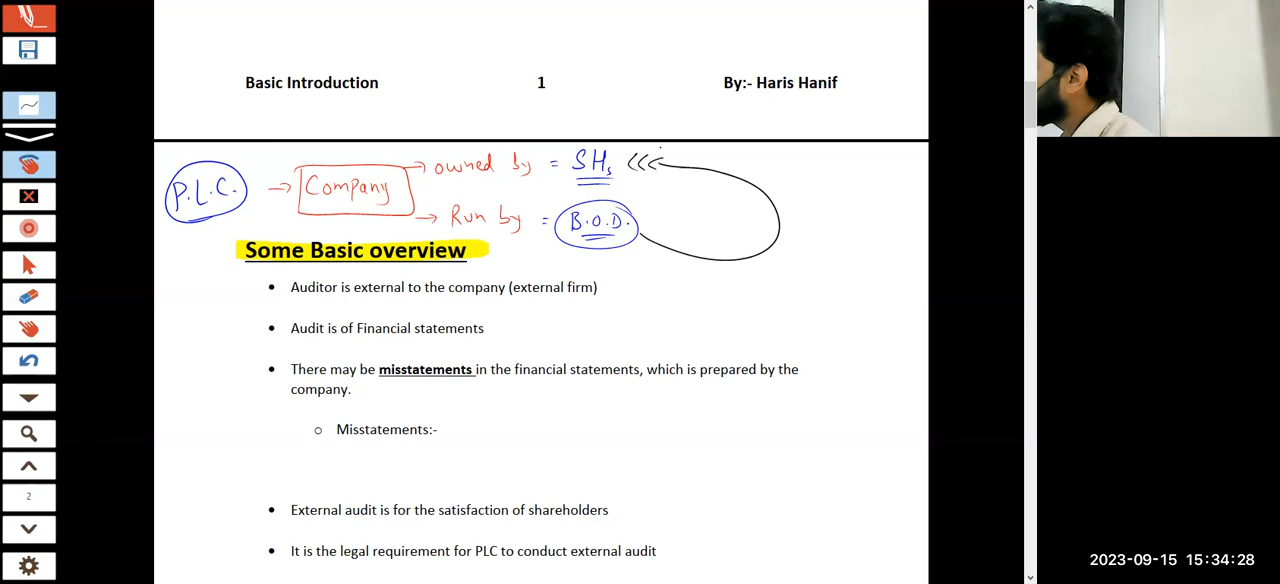 Basic Introduction 1 By:- Haris Hanif
P.L.C. → Company → owned by = SHs
→ Run by = B.O.D.
Some Basic overview
• Auditor is external to the company (external firm)
• Audit is of Financial statements
• There may be misstatements in the financial statements, which is prepared by the
company.
o Misstatements:-
• External audit is for the satisfaction of shareholders
• It is the legal requirement for PLC to conduct external audit
2
2023-09-15 15:34:28